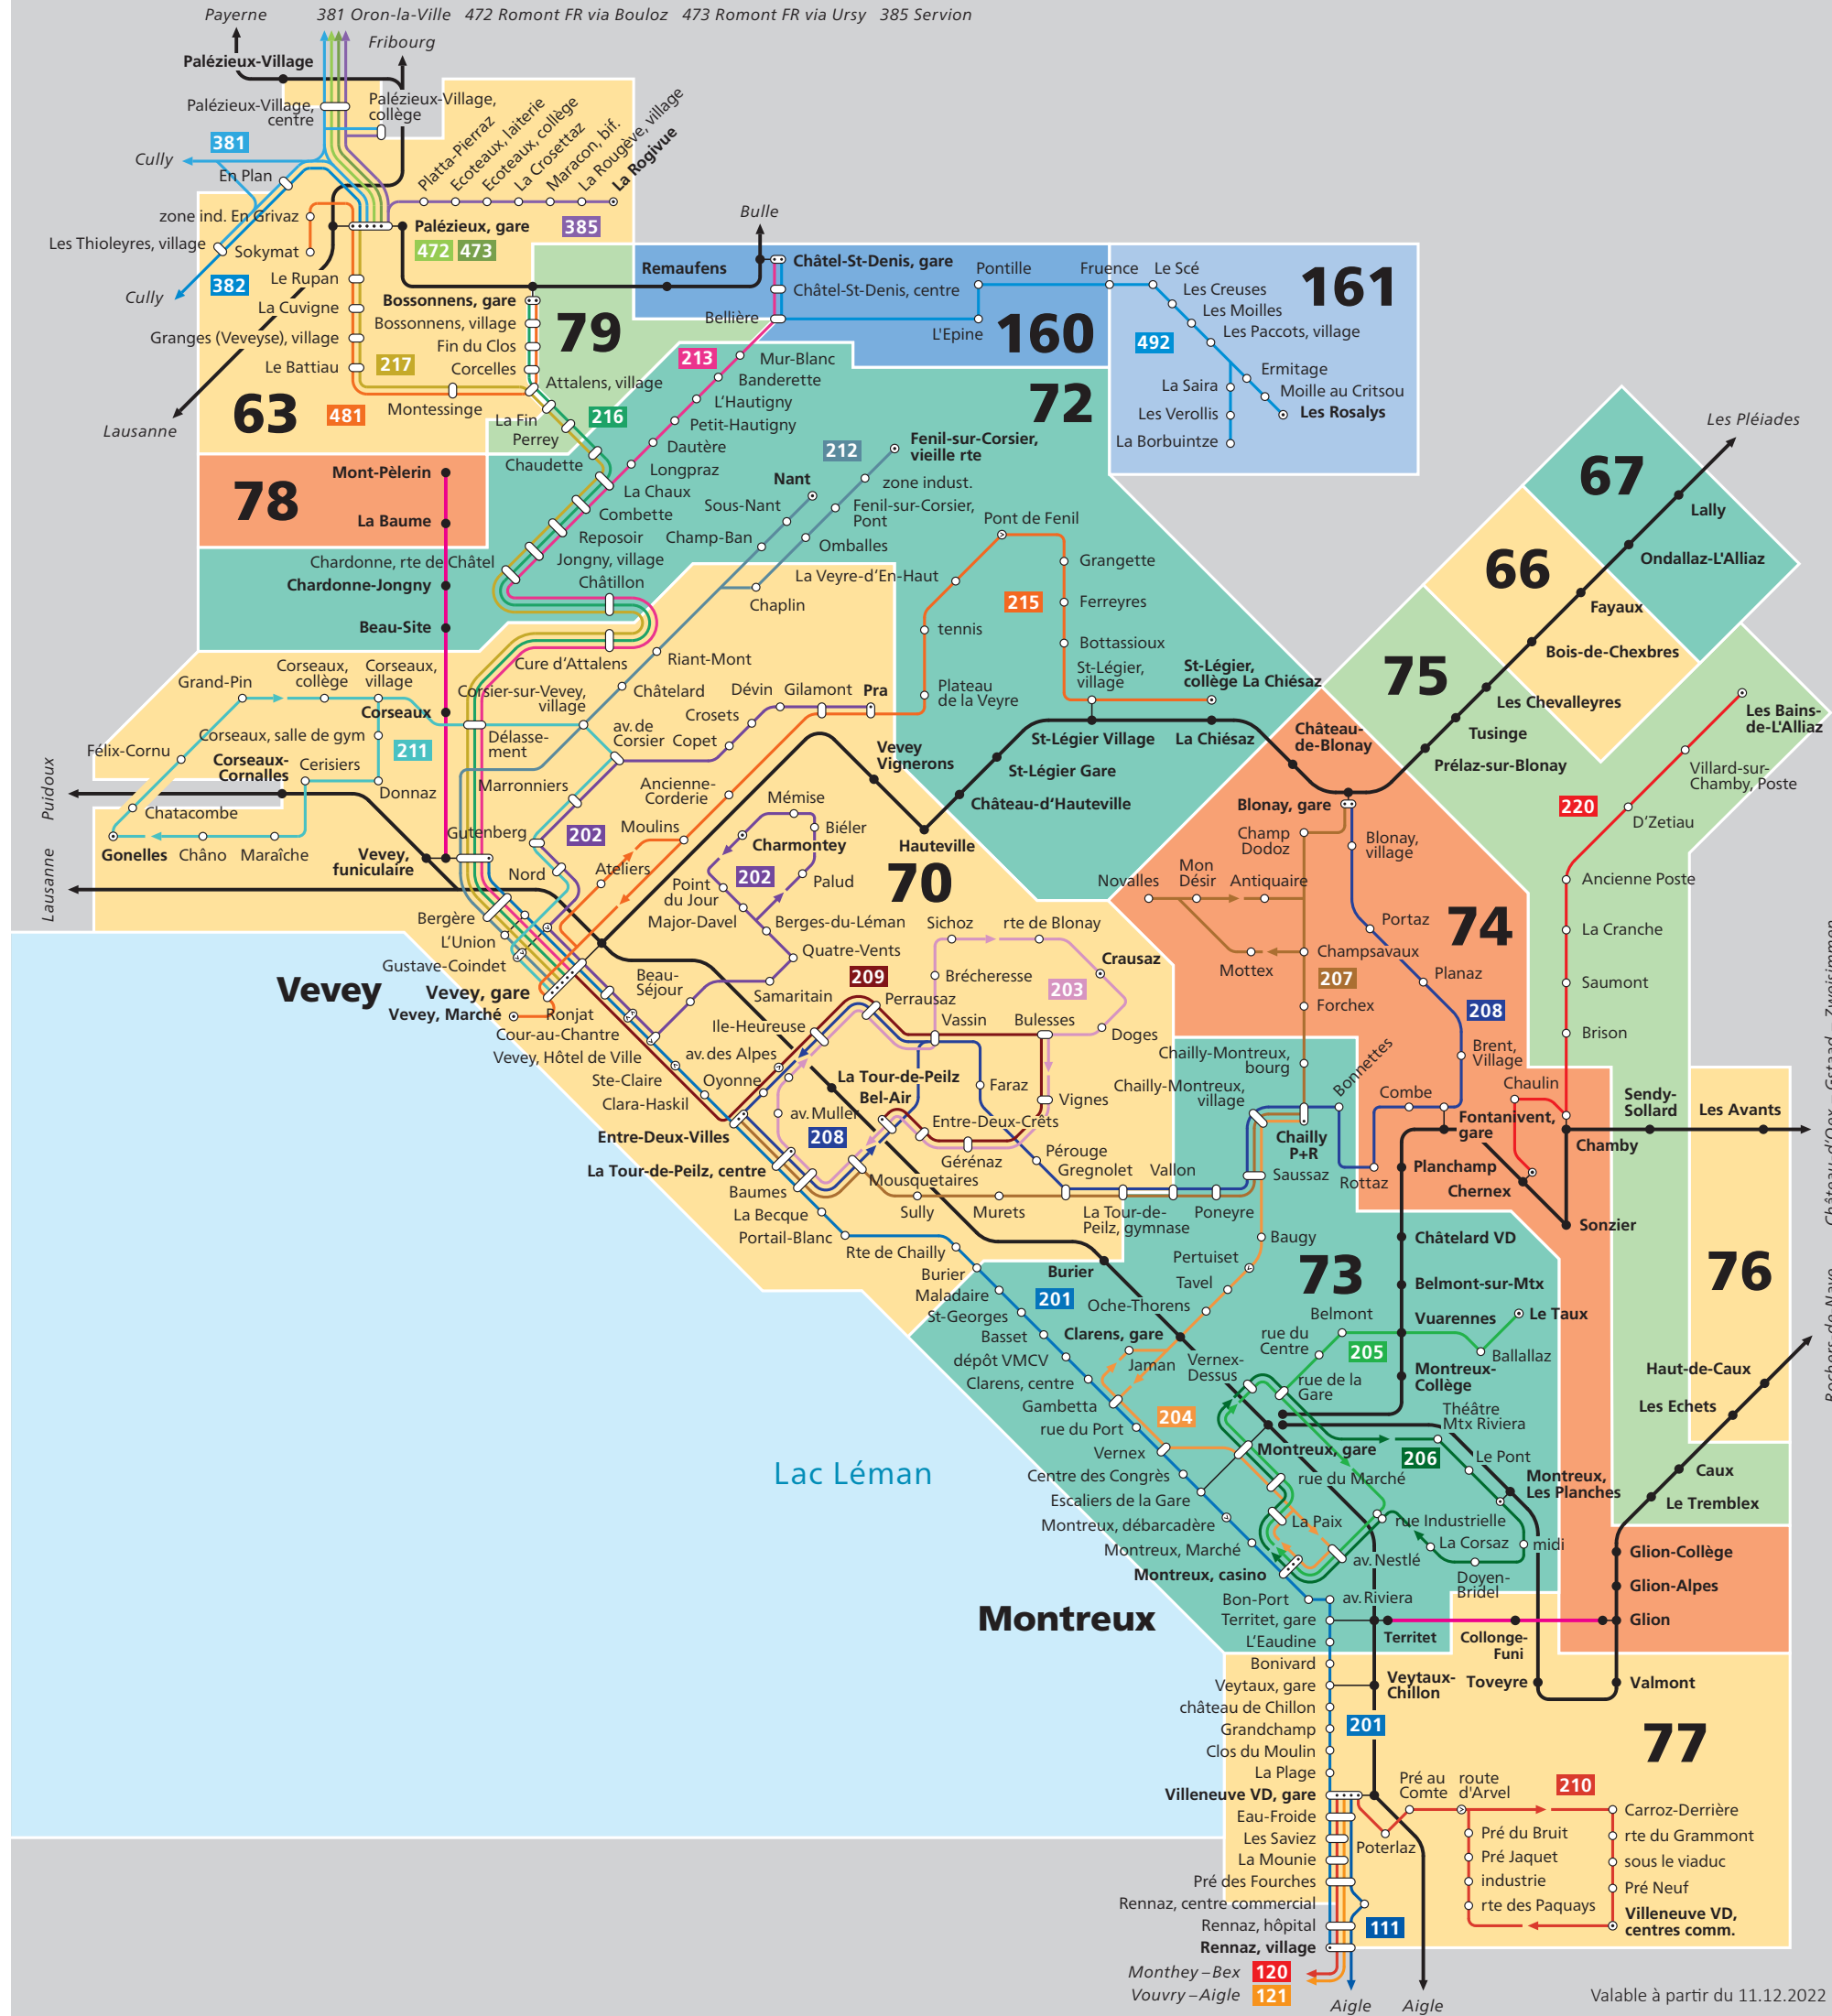 Payerne
381 Oron-la-Ville   472 Romont FR via Bouloz   473 Romont FR via Ursy   385 Servion
Fribourg
Palézieux-Village
Palézieux-Village,
centre
Palézieux-Village,
collège
381
Cully
En Plan
zone ind. En Grivaz
Les Thioleyres, village
Sokymat
382
Cully
Platta-Pierraz
Ecoteaux, laiterie
Ecoteaux, collège
La Crosettaz
Maracon, bif.
La Rougève, village
La Rogivue
Palézieux, gare
385
472
473
Le Rupan
La Cuvigne
Granges (Veveyse), village
Le Battiau
217
63
481
Lausanne
Montessinge
Bossonnens, gare
Bossonnens, village
Fin du Clos
Corcelles
79
Attalens, village
La Fin
Perrey
216
Chaudette
Bulle
Remaufens
Châtel-St-Denis, gare
Châtel-St-Denis, centre
Bellière
Pontille
L'Epine
160
Fruence
Le Scé
Les Creuses
Les Moilles
Les Paccots, village
161
492
Ermitage
La Saira
Moille au Critsou
Les Verollis
Les Rosalys
La Borbuintze
213
Mur-Blanc
Banderette
L'Hautigny
Petit-Hautigny
Dautère
Longpraz
La Chaux
Combette
Reposoir
Jongny, village
Châtillon
72
212
Fenil-sur-Corsier,
vieille rte
zone indust.
Nant
Sous-Nant
Fenil-sur-Corsier,
Pont
Champ-Ban
Omballes
Chaplin
78
Mont-Pèlerin
La Baume
Chardonne, rte de Châtel
Chardonne-Jongny
Beau-Site
Pont de Fenil
Grangette
La Veyre-d'En-Haut
215
Ferreyres
tennis
Bottassioux
St-Légier,
village
St-Légier,
collège La Chiésaz
Plateau
de la Veyre
Les Pléiades
67
Lally
Ondallaz-L'Alliaz
66
Fayaux
Bois-de-Chexbres
75
Les Chevalleyres
Tusinge
Prélaz-sur-Blonay
Les Bains-
de-L'Alliaz
Villard-sur-
Chamby, Poste
220
D'Zetiau
Ancienne Poste
La Cranche
Saumont
Brison
Cure d'Attalens
Riant-Mont
Châtelard
Corsier-sur-Vevey,
village
Grand-Pin
Corseaux,
collège
Corseaux,
village
Corseaux
Corseaux, salle de gym
Félix-Cornu
Corseaux-
Cornalles
Cerisiers
211
Donnaz
Chatacombe
Gonelles
Châno
Maraîche
Puidoux
Lausanne
Délasse-
ment
av. de
Corsier
Marronniers
Gutenberg
Vevey,
funiculaire
Nord
202
Dévin
Gilamont
Pra
Crosets
Copet
Ancienne-
Corderie
Moulins
Ateliers
Vevey
Vignerons
Hauteville
Château-d'Hauteville
St-Légier Gare
St-Légier Village
La Chiésaz
Château-
de-Blonay
Mémise
Biéler
Charmontey
202
Palud
Point
du Jour
Major-Davel
Berges-du-Léman
Quatre-Vents
Samaritain
Beau-
Séjour
70
Bergère
L'Union
Gustave-Coindet
Vevey
Vevey, gare
Vevey, Marché
Ronjat
Cour-au-Chantre
Vevey, Hôtel de Ville
Ste-Claire
Clara-Haskil
Entre-Deux-Villes
La Tour-de-Peilz, centre
Baumes
La Becque
Portail-Blanc
Rte de Chailly
Burier
Maladaire
St-Georges
Basset
dépôt VMCV
Clarens, centre
Gambetta
rue du Port
Vernex
Centre des Congrès
Escaliers de la Gare
Montreux, débarcadère
Montreux, Marché
Montreux, casino
Bon-Port
Territet, gare
L'Eaudine
Bonivard
Veytaux, gare
château de Chillon
Grandchamp
Clos du Moulin
La Plage
Villeneuve VD, gare
Eau-Froide
Les Saviez
La Mounie
Pré des Fourches
Rennaz, centre commercial
Rennaz, hôpital
Rennaz, village
Monthey – Bex 120
Vouvry – Aigle 121
111
Aigle
Aigle
209
Sichoz
rte de Blonay
Crausaz
Brécheresse
203
Perrausaz
Ile-Heureuse
Vassin
Bulesses
Doges
av. des Alpes
Oyonne
La Tour-de-Peilz
Bel-Air
Faraz
Vignes
av. Muller
208
Entre-Deux-Crêts
Gérénaz
Mousquetaires
Pérouge
Gregnolet
Vallon
Sully
Murets
La Tour-de-
Peilz, gymnase
Poneyre
Blonay, gare
Champ
Dodoz
Blonay,
village
Novalles
Mon
Désir
Antiquaire
Portaz
74
Mottex
Champsavaux
207
Planaz
208
Forchex
Chailly-Montreux,
bourg
Chailly-Montreux,
village
Bonnettes
Brent,
Village
Combe
Fontanivent,
gare
Chailly
P+R
Saussaz
Rottaz
Planchamp
Chernex
Chaulin
Chamby
Sonzier
Sendy-
Sollard
Les Avants
Château-d'Oex – Gstaad – Zweisimmen
76
Baugy
Pertuiset
Tavel
Oche-Thorens
Burier
201
Clarens, gare
Jaman
73
Châtelard VD
Belmont-sur-Mtx
Belmont
Vuarennes
Le Taux
rue du
Centre
205
Ballallaz
Vernex-
Dessus
rue de la
Gare
Montreux-
Collège
204
Théâtre
Mtx Riviera
Montreux, gare
206
Le Pont
rue du Marché
Montreux,
Les Planches
La Paix
rue Industrielle
La Corsaz
midi
av. Nestlé
Doyen-
Bridel
av. Riviera
Montreux
Lac Léman
Territet
Collonge-
Funi
Glion
Glion-Alpes
Glion-Collège
Le Tremblex
Caux
Les Echets
Haut-de-Caux
Veytaux-
Chillon
Toveyre
Valmont
201
77
Pré au
Comte
route
d'Arvel
210
Poterlaz
Carroz-Derrière
Pré du Bruit
rte du Grammont
Pré Jaquet
sous le viaduc
industrie
Pré Neuf
rte des Paquays
Villeneuve VD,
centres comm.
Valable à partir du 11.12.2022